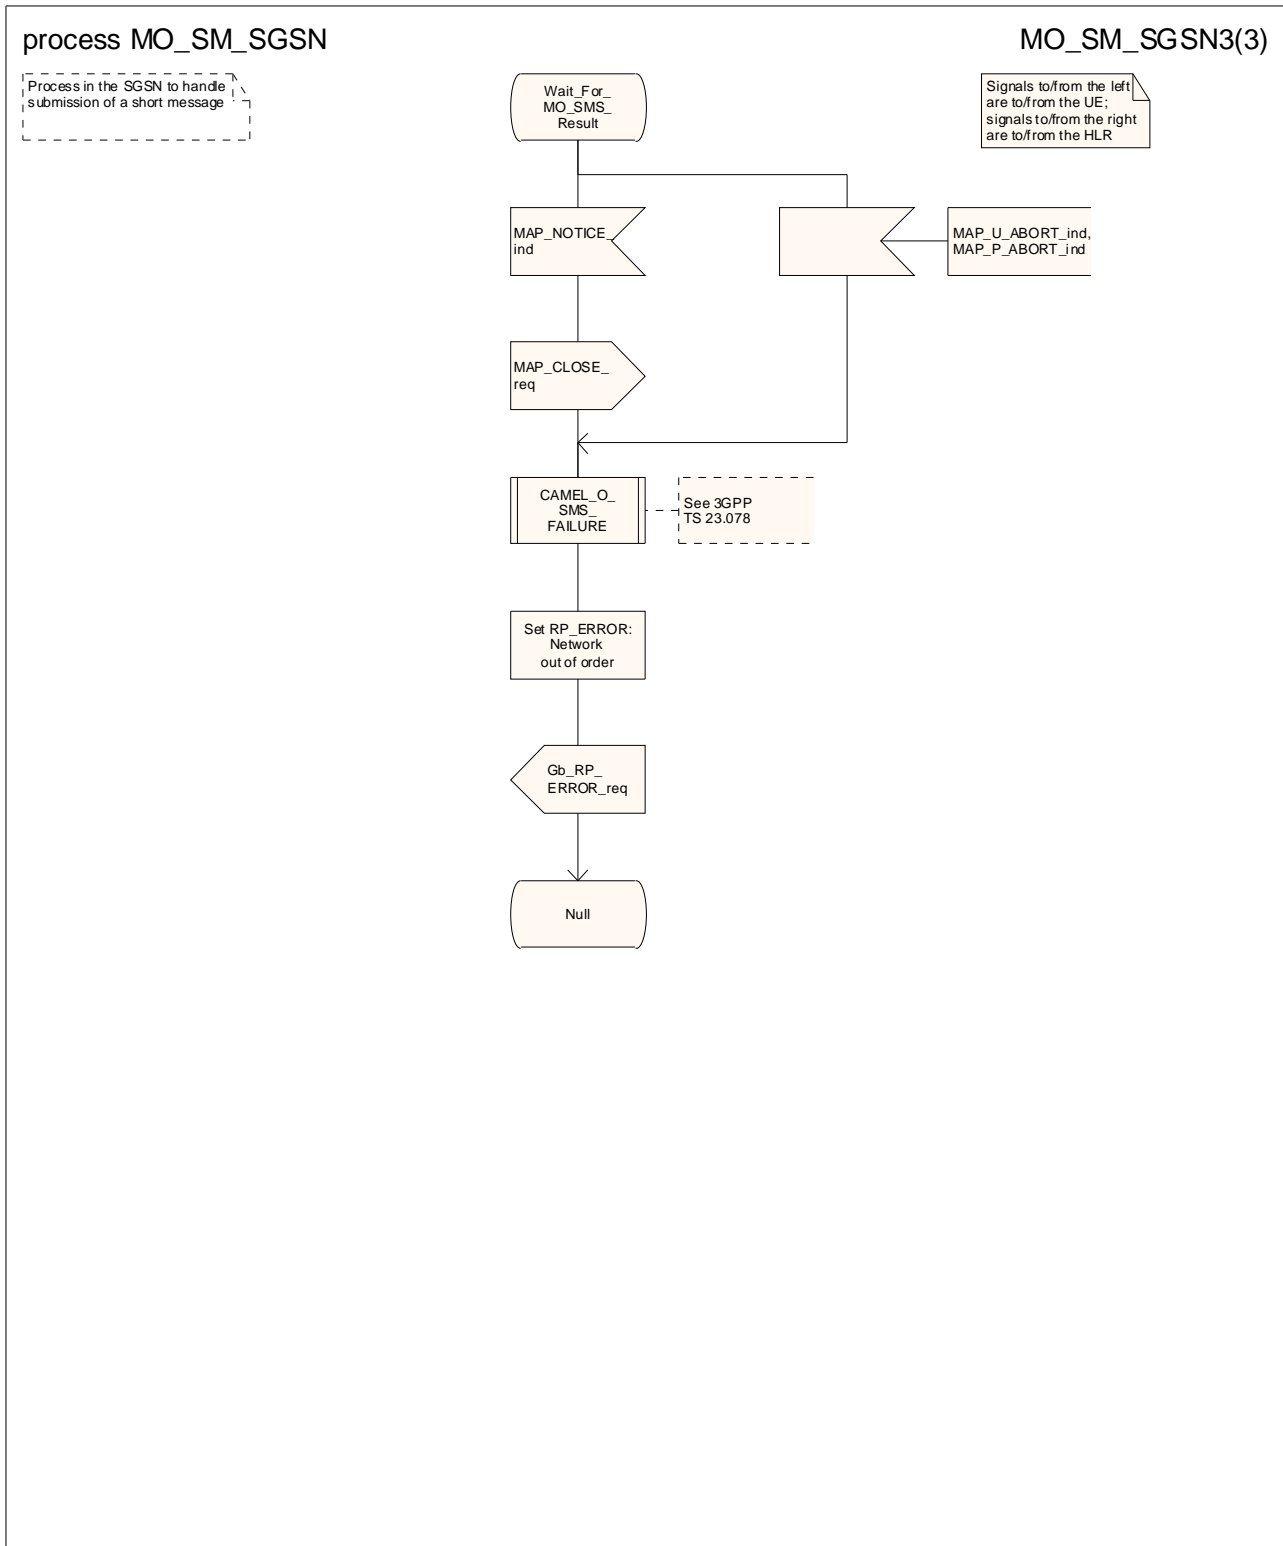 process MO_SM_SGSN
MO_SM_SGSN3(3)
Process in the SGSN to handle
submission of a short message
Wait_For_
MO_SMS_
Result
Signals to/from the left
are to/from the UE;
signals to/from the right
are to/from the HLR
MAP_NOTICE_
ind
MAP_U_ABORT_ind,
MAP_P_ABORT_ind
MAP_CLOSE_
req
CAMEL_O_
SMS_
FAILURE
See 3GPP
TS 23.078
Set RP_ERROR:
Network
out of order
Gb_RP_
ERROR_req
Null